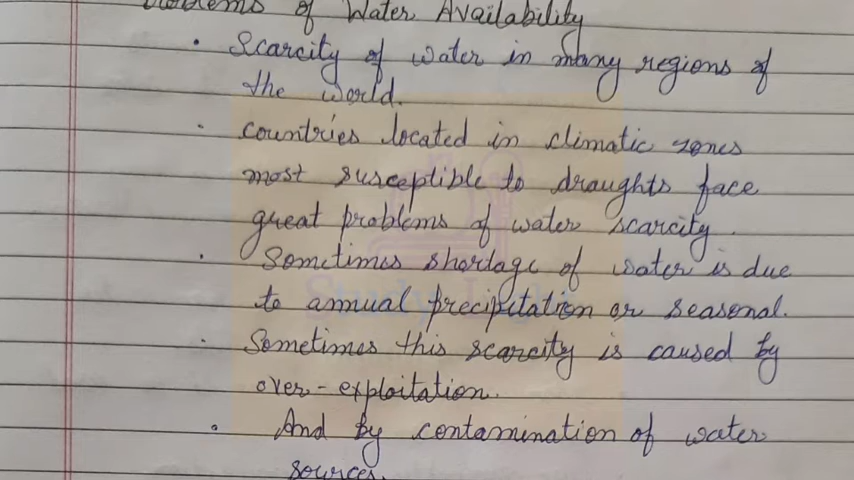 Problems of Water Availability
• Scarcity of water in many regions of
the world.
• countries located in climatic zones
most susceptible to draughts face
great problems of water scarcity.
• Sometimes shortage of water is due
to annual precipitation or seasonal.
• Sometimes this scarcity is caused by
over-exploitation.
• And by contamination of water
sources.